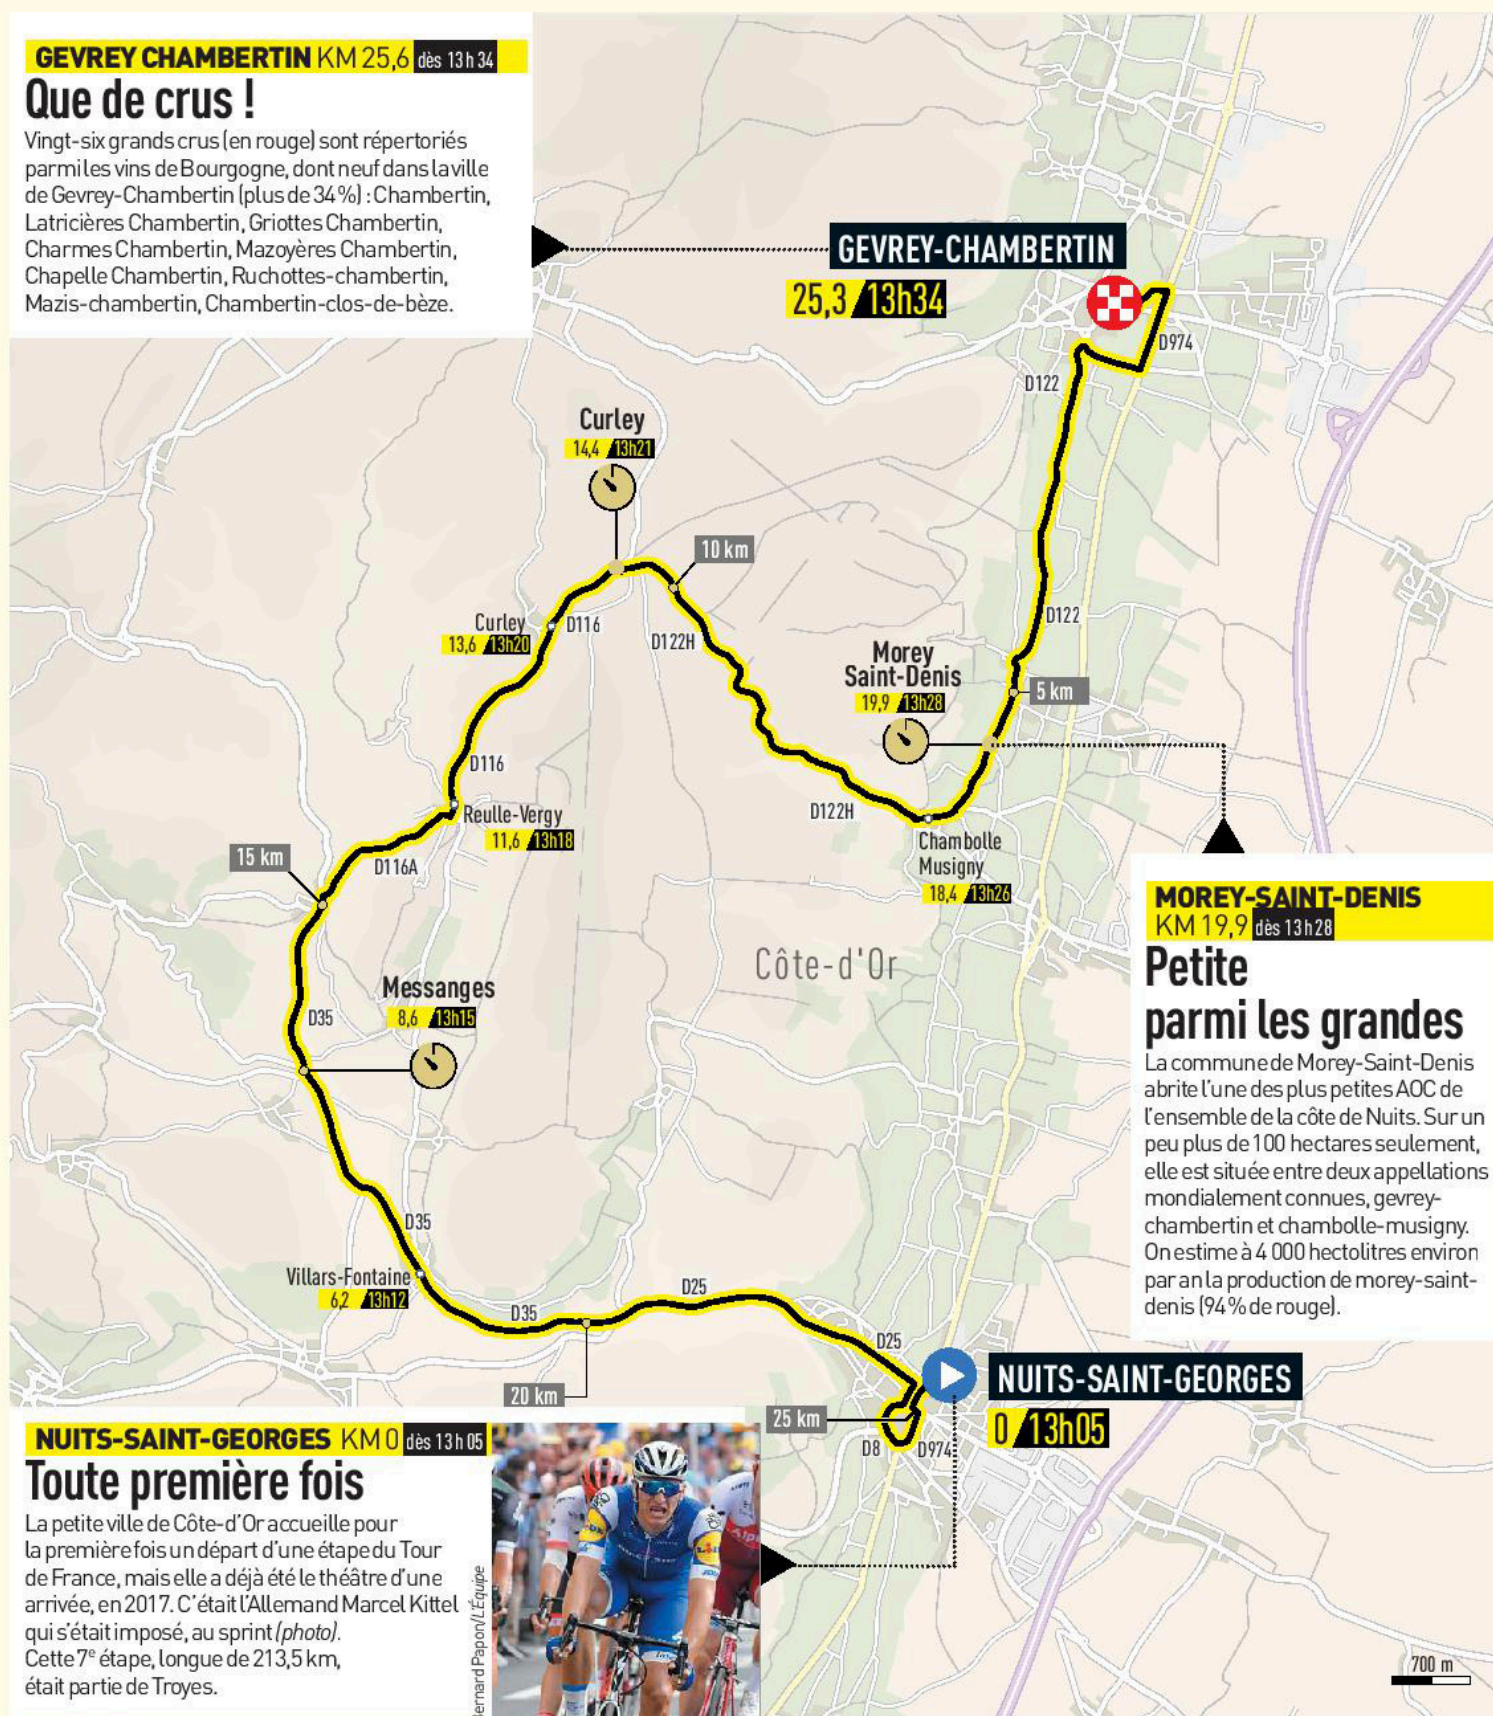 GEVREY CHAMBERTIN KM 25,6 dès 13 h 34
Que de crus !
Vingt-six grands crus (en rouge) sont répertoriés
parmi les vins de Bourgogne, dont neuf dans la ville
de Gevrey-Chambertin (plus de 34 %) : Chambertin,
Latricières Chambertin, Griottes Chambertin,
Charmes Chambertin, Mazoyères Chambertin,
Chapelle Chambertin, Ruchottes-chambertin,
Mazis-chambertin, Chambertin-clos-de-bèze.
GEVREY-CHAMBERTIN
25,3 13h34
D974
D122
Curley
14,4 13h21
10 km
Curley
13,6 13h20
D116
D122H
D122
Morey
Saint-Denis
19,9 13h28
5 km
D116
D122H
Reulle-Vergy
11,6 13h18
Chambolle
Musigny
18,4 13h26
15 km
D116A
Côte-d'Or
Messanges
8,6 13h15
D35
MOREY-SAINT-DENIS
KM 19,9 dès 13 h 28
Petite
parmi les grandes
La commune de Morey-Saint-Denis
abrite l'une des plus petites AOC de
l'ensemble de la côte de Nuits. Sur un
peu plus de 100 hectares seulement,
elle est située entre deux appellations
mondialement connues, gevrey-
chambertin et chambolle-musigny.
On estime à 4 000 hectolitres environ
par an la production de morey-saint-
denis (94 % de rouge).
D35
Villars-Fontaine
6,2 13h12
D35
D25
D25
20 km
NUITS-SAINT-GEORGES
0 13h05
25 km
D8
D974
NUITS-SAINT-GEORGES KM 0 dès 13 h 05
Toute première fois
La petite ville de Côte-d'Or accueille pour
la première fois un départ d'une étape du Tour
de France, mais elle a déjà été le théâtre d'une
arrivée, en 2017. C'était l'Allemand Marcel Kittel
qui s'était imposé, au sprint (photo).
Cette 7e étape, longue de 213,5 km,
était partie de Troyes.
Bernard Papon/L'Équipe
700 m